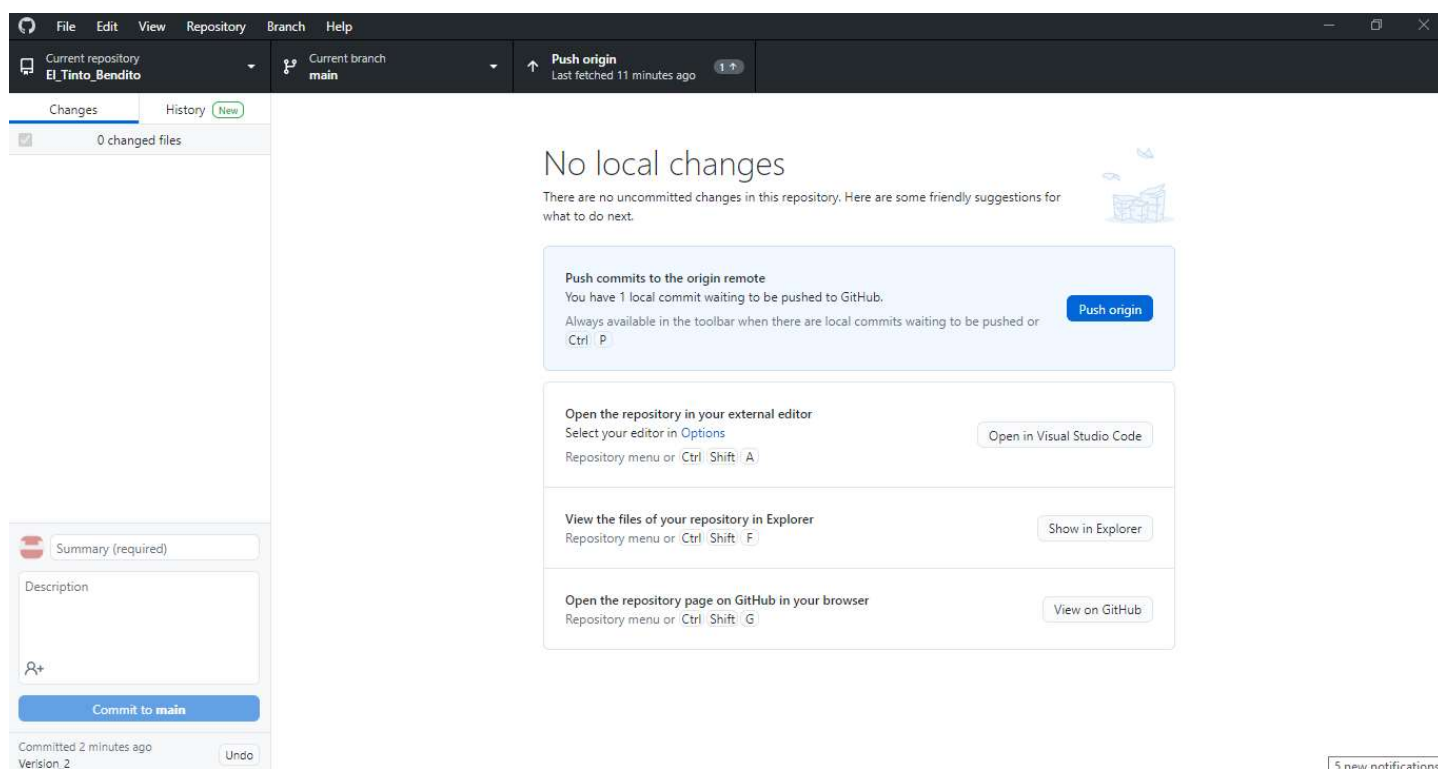 File Edit View Repository Branch Help
Current repository
El_Tinto_Bendito
Current branch
main
Push origin
Last fetched 11 minutes ago
1
Changes
History New
0 changed files
No local changes
There are no uncommitted changes in this repository. Here are some friendly suggestions for
what to do next.
Push commits to the origin remote
You have 1 local commit waiting to be pushed to GitHub.
Always available in the toolbar when there are local commits waiting to be pushed or
Ctrl P
Push origin
Open the repository in your external editor
Select your editor in Options
Repository menu or Ctrl Shift A
Open in Visual Studio Code
View the files of your repository in Explorer
Repository menu or Ctrl Shift F
Show in Explorer
Open the repository page on GitHub in your browser
Repository menu or Ctrl Shift G
View on GitHub
Summary (required)
Description
Commit to main
Committed 2 minutes ago
Verision_2
Undo
5 new notifications